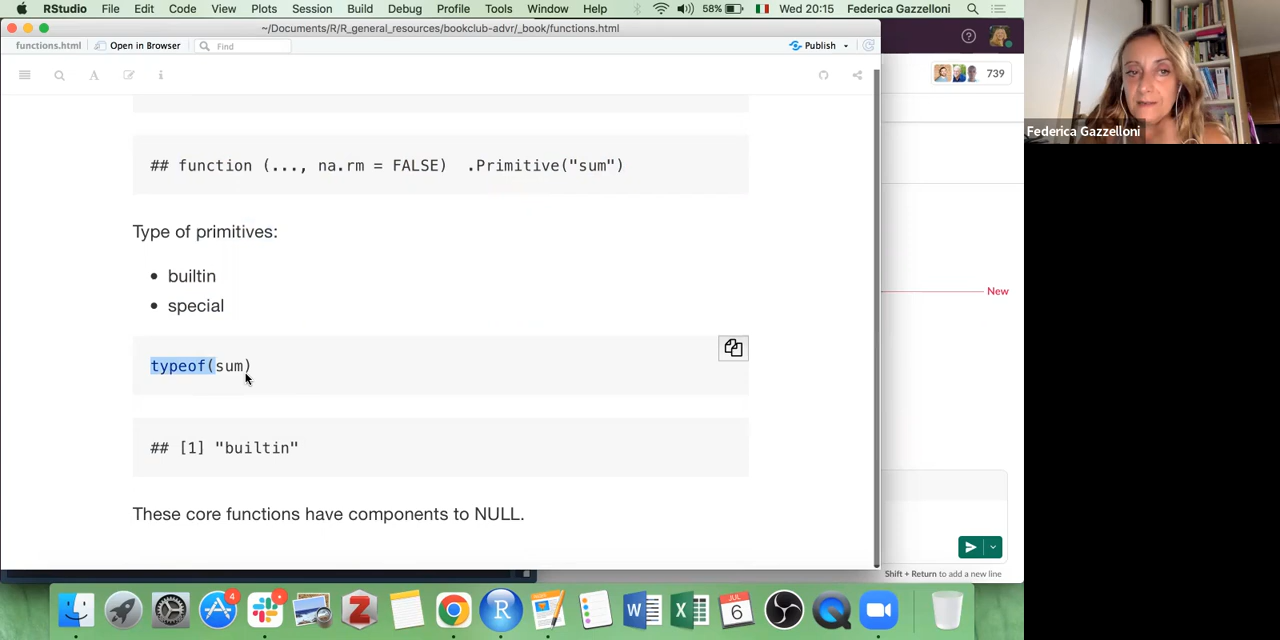 RStudio File Edit Code View Plots Session Build Debug Profile Tools Window Help 58% Wed 20:15 Federica Gazzelloni
~/Documents/R/R_general_resources/bookclub-advr/_book/functions.html
functions.html Open in Browser Find Publish
739
Federica Gazzelloni
## function (..., na.rm = FALSE)  .Primitive("sum")
Type of primitives:
builtin
New
special
typeof(sum)
## [1] "builtin"
These core functions have components to NULL.
Shift + Return to add a new line
4
JUL
6